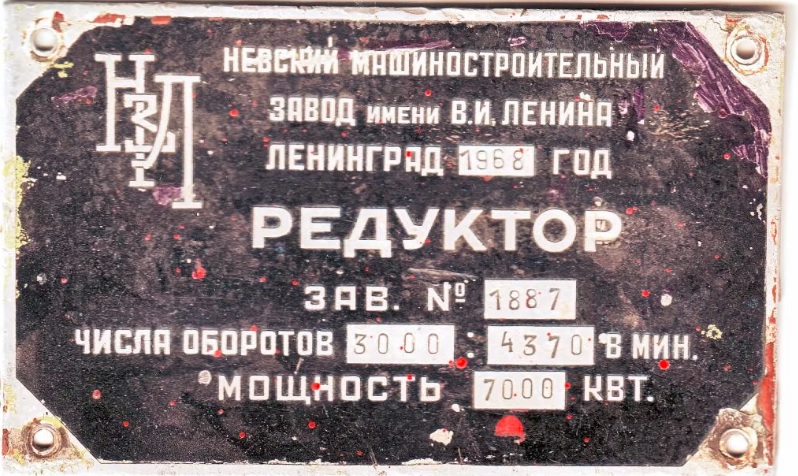 НЗЛ
НЕВСКИЙ МАШИНОСТРОИТЕЛЬНЫЙ
ЗАВОД ИМЕНИ В.И. ЛЕНИНА
ЛЕНИНГРАД 1968 ГОД
РЕДУКТОР
ЗАВ. № 1887
ЧИСЛА ОБОРОТОВ 3000 : 4370 В МИН.
МОЩНОСТЬ 7000 КВТ.